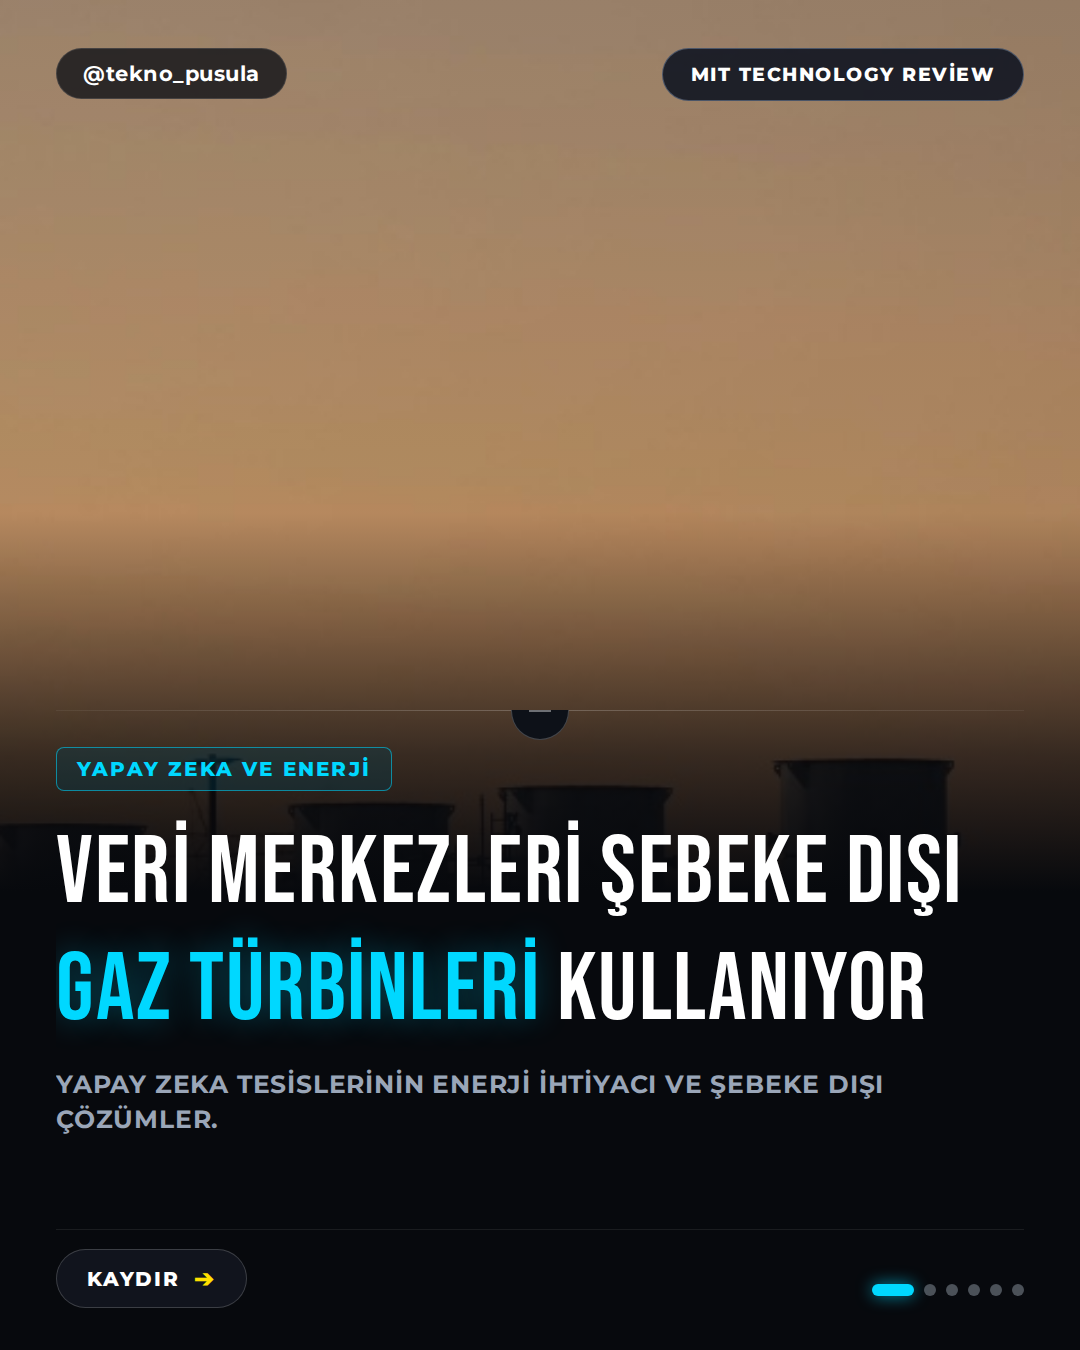 @tekno_pusula
MIT TECHNOLOGY REVİEW
YAPAY ZEKA VE ENERJİ
VERİ MERKEZLERİ ŞEBEKE DIŞI
GAZ TÜRBİNLERİ KULLANIYOR
YAPAY ZEKA TESİSLERİNİN ENERJİ İHTİYACI VE ŞEBEKE DIŞI
ÇÖZÜMLER.
KAYDIR ➔